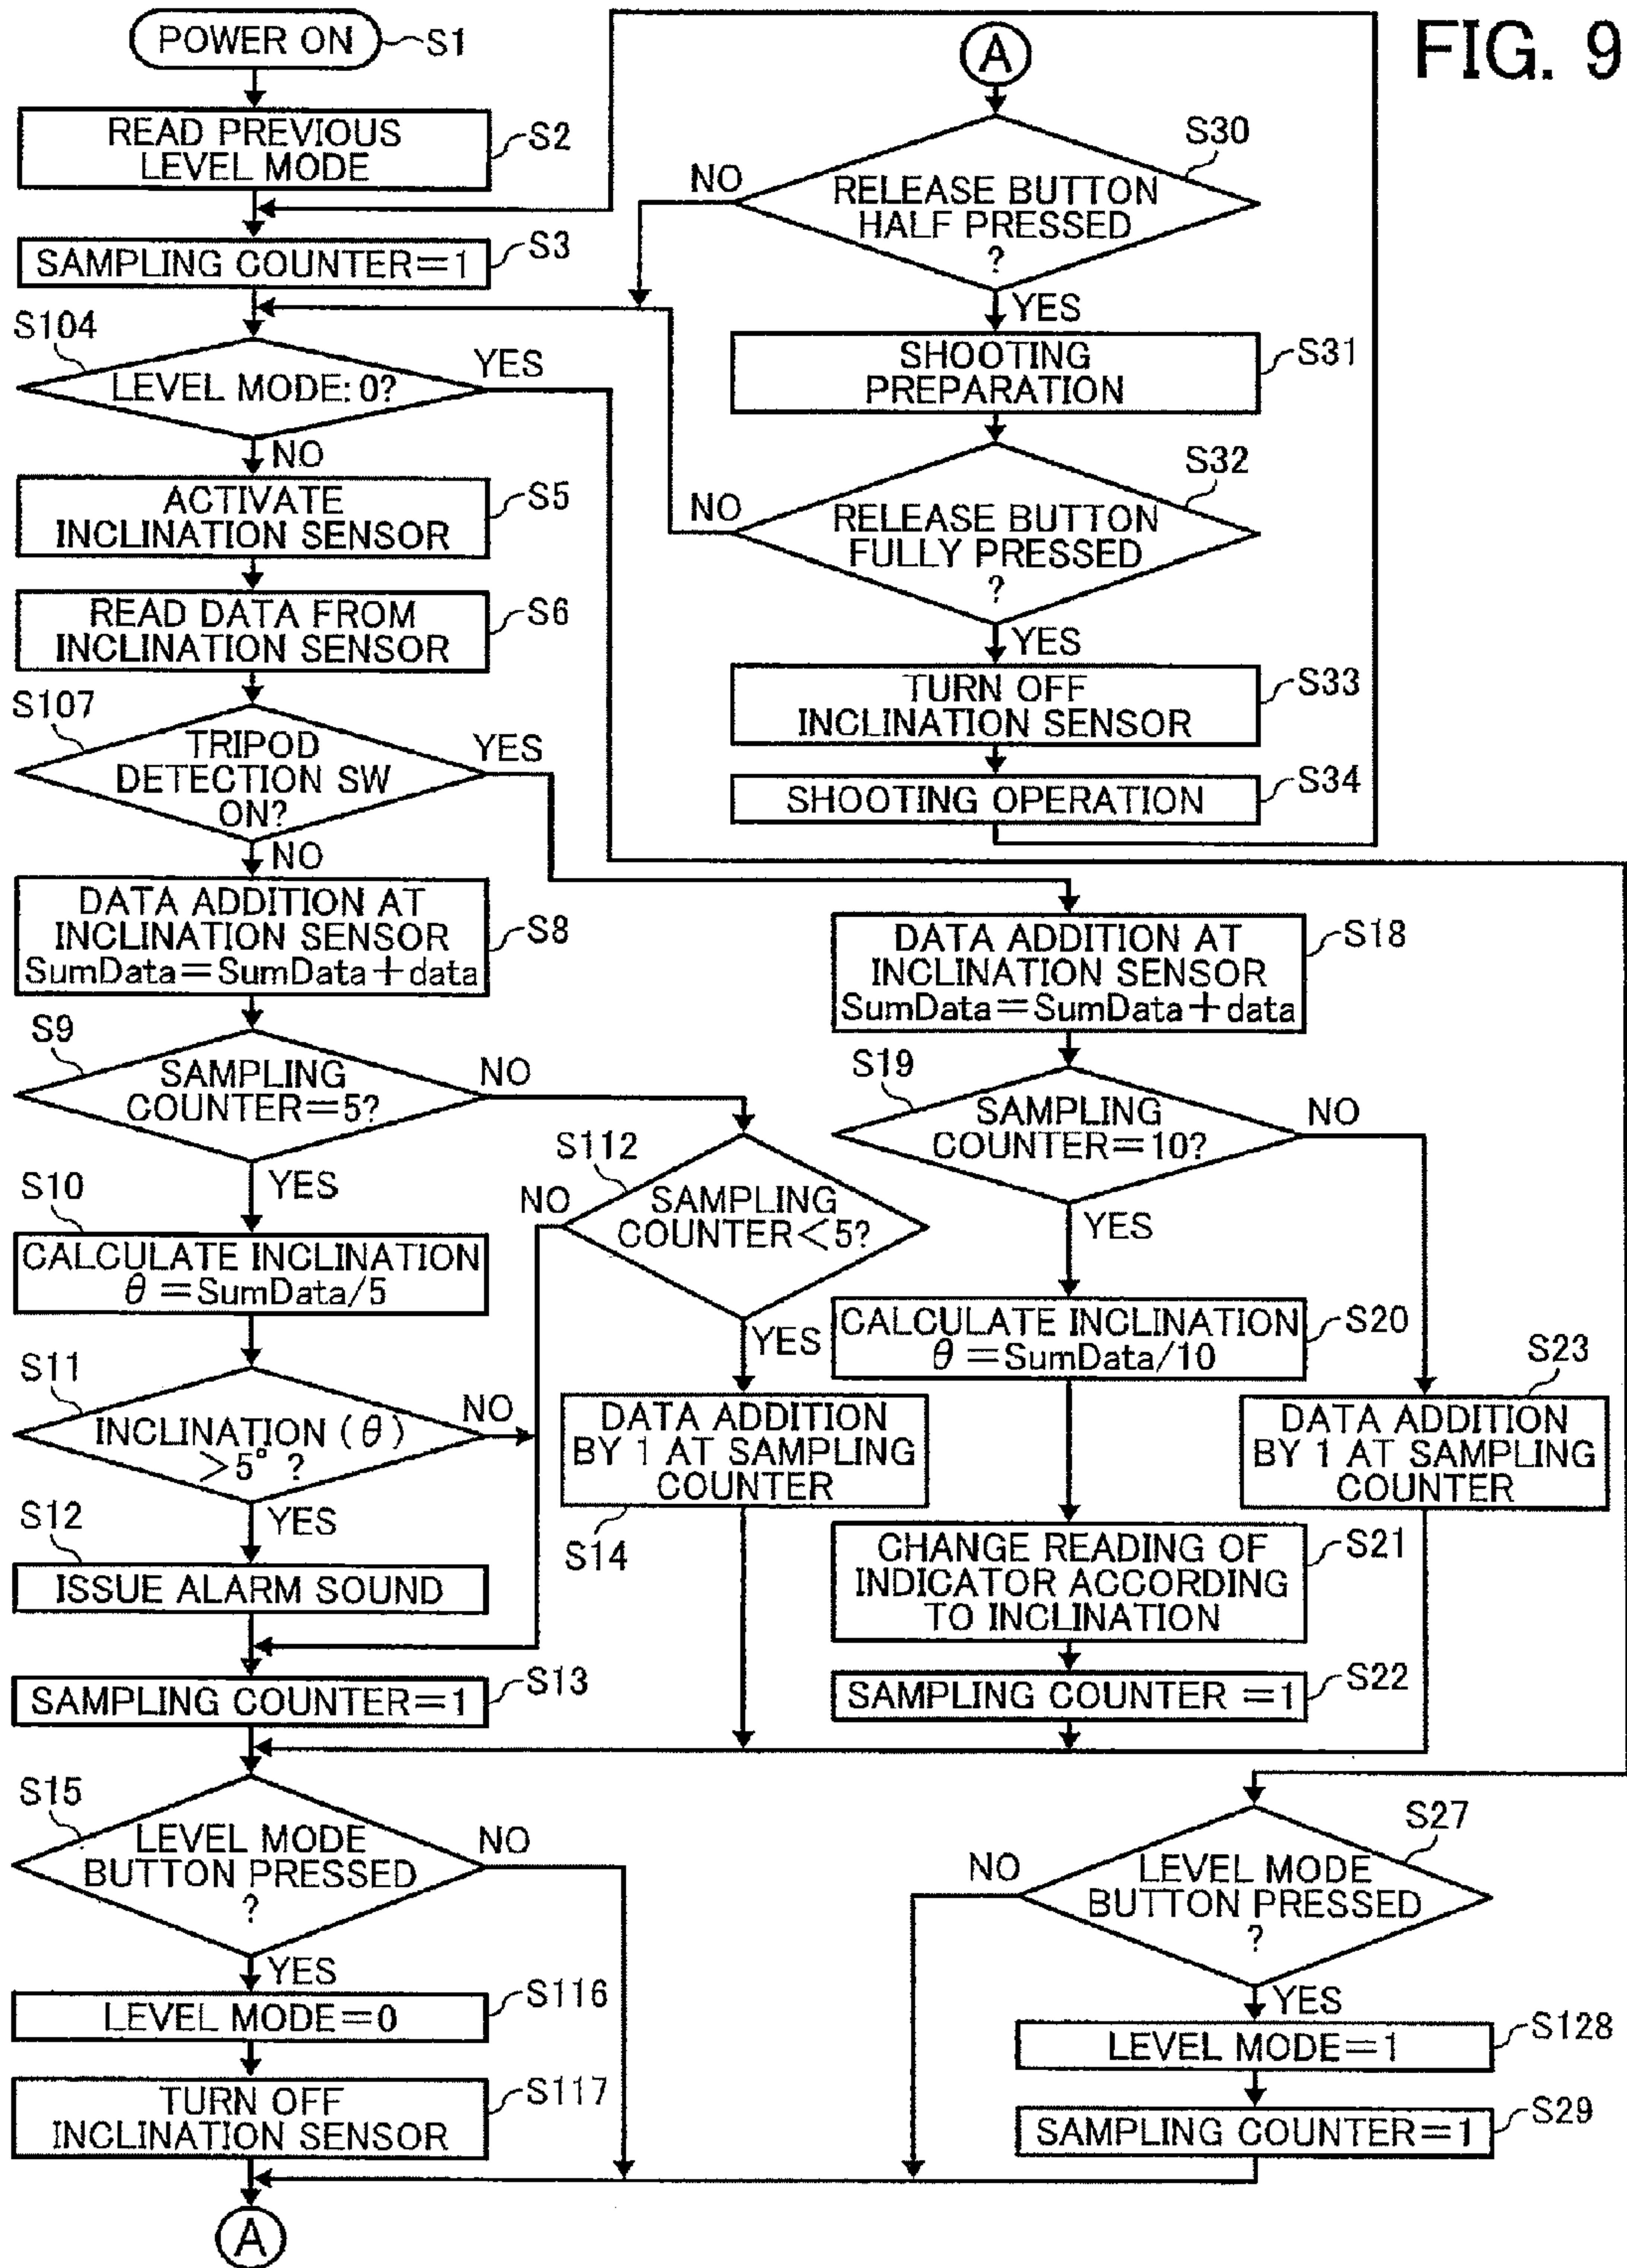 FIG. 9
POWER ON
S1
READ PREVIOUS
LEVEL MODE
S2
SAMPLING COUNTER=1
S3
S104
LEVEL MODE: 0?
YES
NO
ACTIVATE
INCLINATION SENSOR
S5
READ DATA FROM
INCLINATION SENSOR
S6
S107
TRIPOD
DETECTION SW
ON?
YES
NO
DATA ADDITION AT
INCLINATION SENSOR
SumData=SumData+data
S8
S9
SAMPLING
COUNTER=5?
NO
YES
S10
CALCULATE INCLINATION
θ=SumData/5
S11
INCLINATION (θ)
>5° ?
NO
YES
S12
ISSUE ALARM SOUND
SAMPLING COUNTER=1
S13
S112
SAMPLING
COUNTER<5?
NO
YES
DATA ADDITION
BY 1 AT SAMPLING
COUNTER
S14
S15
LEVEL MODE
BUTTON PRESSED
?
NO
YES
LEVEL MODE=0
S116
TURN OFF
INCLINATION SENSOR
S117
A
A
S30
RELEASE BUTTON
HALF PRESSED
?
NO
YES
SHOOTING
PREPARATION
S31
S32
RELEASE BUTTON
FULLY PRESSED
?
NO
YES
TURN OFF
INCLINATION SENSOR
S33
SHOOTING OPERATION
S34
DATA ADDITION AT
INCLINATION SENSOR
SumData=SumData+data
S18
S19
SAMPLING
COUNTER=10?
NO
YES
CALCULATE INCLINATION
θ=SumData/10
S20
CHANGE READING OF
INDICATOR ACCORDING
TO INCLINATION
S21
SAMPLING COUNTER =1
S22
S23
DATA ADDITION
BY 1 AT SAMPLING
COUNTER
S27
LEVEL MODE
BUTTON PRESSED
?
NO
YES
LEVEL MODE=1
S128
SAMPLING COUNTER=1
S29